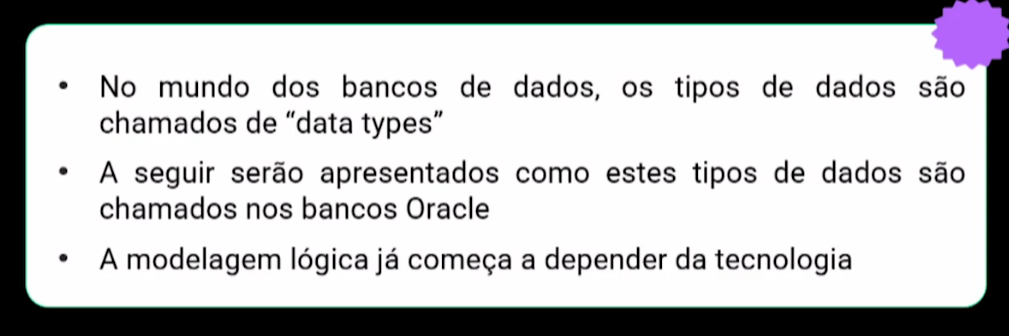 • No mundo dos bancos de dados, os tipos de dados são
chamados de “data types”
• A seguir serão apresentados como estes tipos de dados são
chamados nos bancos Oracle
• A modelagem lógica já começa a depender da tecnologia